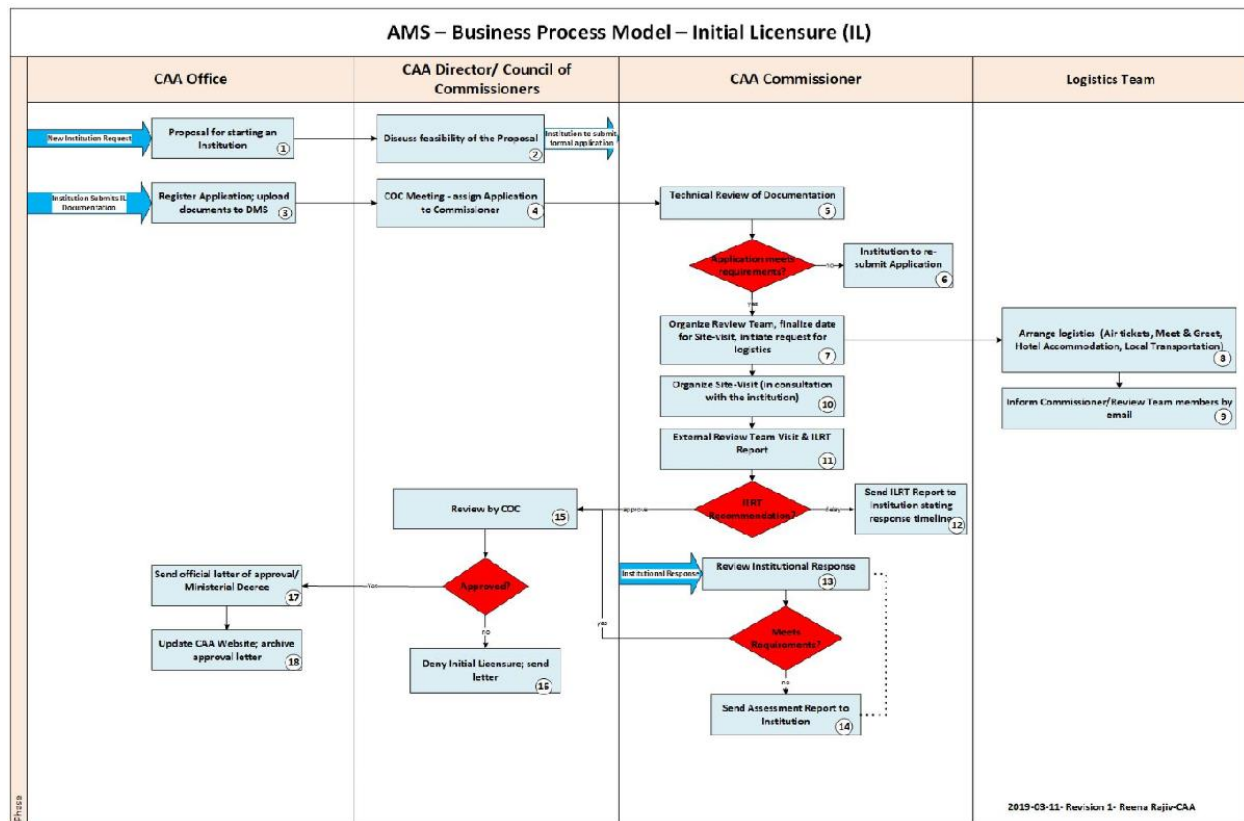 AMS – Business Process Model – Initial Licensure (IL)
CAA Office
CAA Director/ Council of
Commissioners
CAA Commissioner
Logistics Team
New Institution Request
Proposal for starting an
Institution
1
Discuss feasibility of the Proposal
2
Institution to submit
formal application
Institution Submits IL
Documentation
Register Application; upload
documents to DMS
3
COC Meeting - assign Application
to Commissioner
4
Technical Review of Documentation
5
Application meets
requirements?
no
Institution to re-
submit Application
6
yes
Organize Review Team, finalize date
for Site-visit, initiate request for
logistics
7
Arrange logistics (Air tickets, Meet & Greet,
Hotel Accommodation, Local Transportation)
8
Inform Commissioner/Review Team members by
email
9
Organize Site-Visit (in consultation
with the institution)
10
External Review Team Visit & ILRT
Report
11
ILRT
Recommendation?
approve
delay
Send ILRT Report to
Institution stating
response timeline
12
Review by COC
15
Institutional Response
Review Institutional Response
13
Approved?
Yes
Send official letter of approval/
Ministerial Decree
17
Update CAA Website; archive
approval letter
18
no
Deny Initial Licensure; send
letter
16
Meets
Requirements?
yes
no
Send Assessment Report to
Institution
14
Phase
2019-03-11- Revision 1- Reena Rajiv-CAA